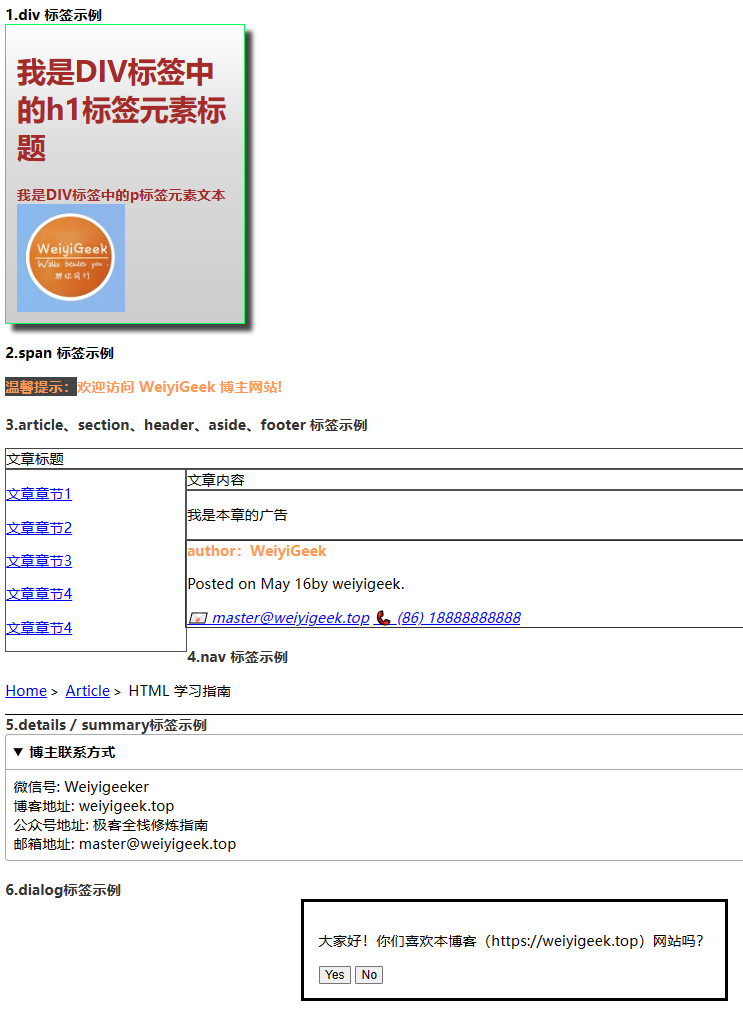 1.div 标签示例
我是DIV标签中
的h1标签元素标
题
我是DIV标签中的p标签元素文本
WeiyiGeek
Walks besides you .
与你同行
2.span 标签示例
温馨提示：欢迎访问 WeiyiGeek 博主网站!
3.article、section、header、aside、footer 标签示例
文章标题
文章章节1
文章章节2
文章章节3
文章章节4
文章章节4
文章内容
我是本章的广告
author：WeiyiGeek
Posted on May 16by weiyigeek.
master@weiyigeek.top (86) 18888888888
4.nav 标签示例
Home > Article > HTML 学习指南
5.details / summary标签示例
▼ 博主联系方式
微信号: Weiyigeeker
博客地址: weiyigeek.top
公众号地址: 极客全栈修炼指南
邮箱地址: master@weiyigeek.top
6.dialog标签示例
大家好！你们喜欢本博客（https://weiyigeek.top）网站吗?
Yes No